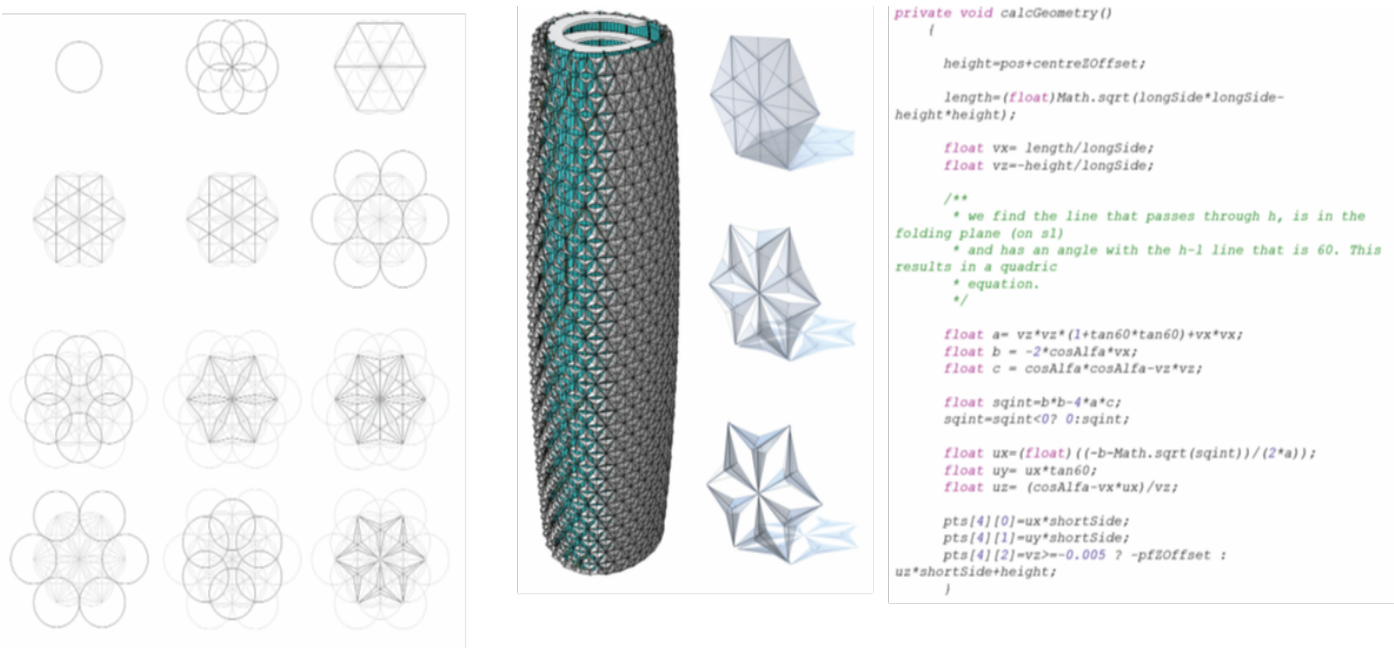 private void calcGeometry()
{
height=pos+centreZOffset;
length=(float)Math.sqrt(longSide*longSide-
height*height);
float vx= length/longSide;
float vz=-height/longSide;
/**
* we find the line that passes through h, is in the
folding plane (on s1)
* and has an angle with the h-l line that is 60. This
results in a quadric
* equation.
*/
float a= vz*vz*(1+tan60*tan60)+vx*vx;
float b = -2*cosAlfa*vx;
float c = cosAlfa*cosAlfa-vz*vz;
float sqint=b*b-4*a*c;
sqint=sqint<0? 0:sqint;
float ux=(float)((-b-Math.sqrt(sqint))/(2*a));
float uy= ux*tan60;
float uz= (cosAlfa-vx*ux)/vz;
pts[4][0]=ux*shortSide;
pts[4][1]=uy*shortSide;
pts[4][2]=vz>=-0.005 ? -pfZOffset :
uz*shortSide+height;
}